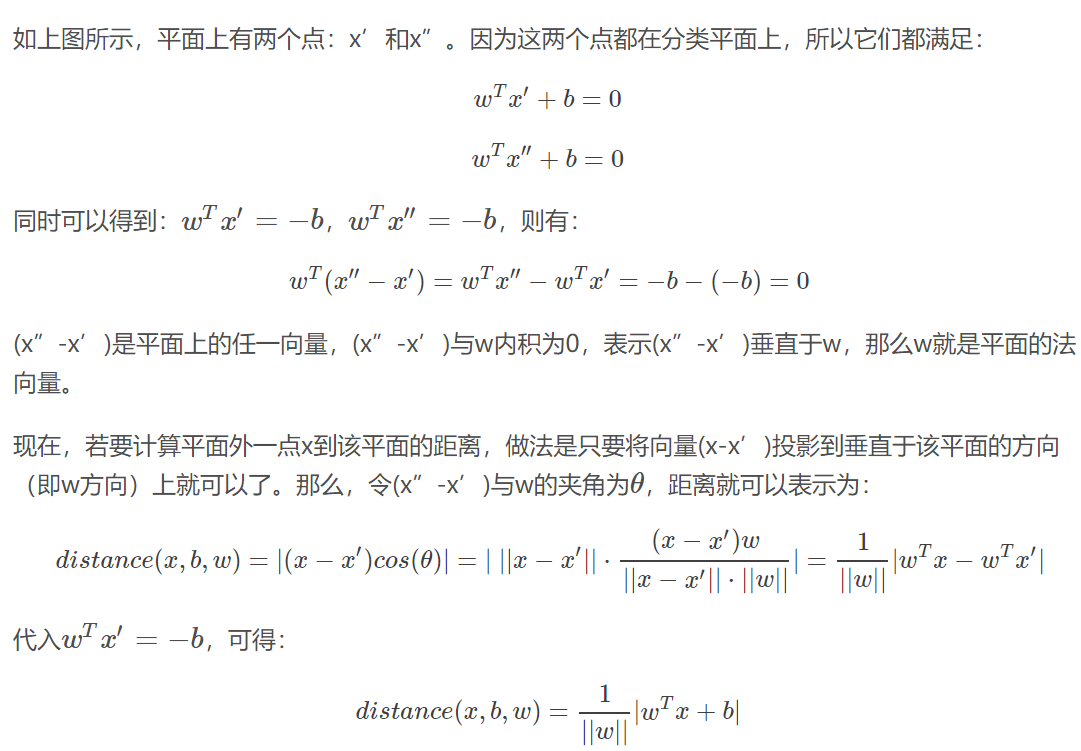 如上图所示，平面上有两个点：x’和x”。因为这两个点都在分类平面上，所以它们都满足：
$w^T x' + b = 0$
$w^T x'' + b = 0$
同时可以得到：$w^T x' = -b$，$w^T x'' = -b$，则有：
$w^T(x'' - x') = w^T x'' - w^T x' = -b - (-b) = 0$
(x”-x’)是平面上的任一向量，(x”-x’)与w内积为0，表示(x”-x’)垂直于w，那么w就是平面的法
向量。
现在，若要计算平面外一点x到该平面的距离，做法是只要将向量(x-x’)投影到垂直于该平面的方向
（即w方向）上就可以了。那么，令(x”-x’)与w的夹角为$\theta$，距离就可以表示为：
$distance(x, b, w) = |(x - x')cos(\theta)| = |\ ||x - x'|| \cdot \frac{(x - x')w}{||x - x'|| \cdot ||w||}| = \frac{1}{||w||}|w^T x - w^T x'|$
代入$w^T x' = -b$，可得：
$distance(x, b, w) = \frac{1}{||w||}|w^T x + b|$